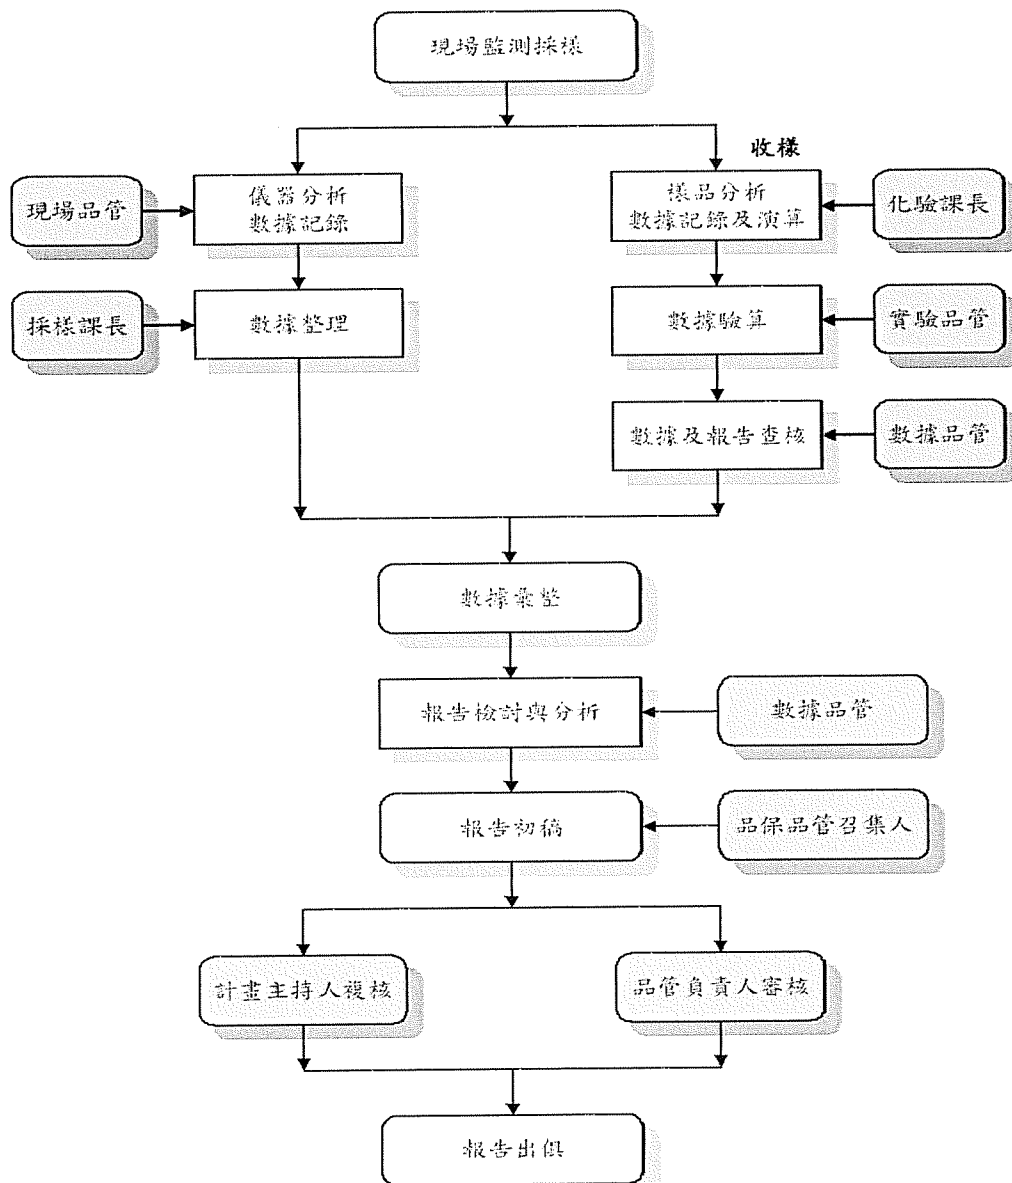 現場監測採樣
收樣
現場品管
儀器分析
數據記錄
樣品分析
數據記錄及演算
化驗課長
採樣課長
數據整理
數據驗算
實驗品管
數據及報告查核
數據品管
數據彙整
報告檢討與分析
數據品管
報告初稿
品保品管召集人
計畫主持人複核
品管負責人審核
報告出俱